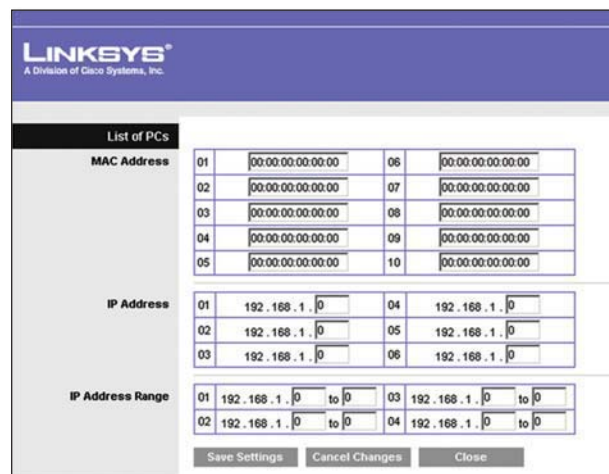 LINKSYS®
A Division of Cisco Systems, Inc.
List of PCs
MAC Address
01 00:00:00:00:00:00 06 00:00:00:00:00:00
02 00:00:00:00:00:00 07 00:00:00:00:00:00
03 00:00:00:00:00:00 08 00:00:00:00:00:00
04 00:00:00:00:00:00 09 00:00:00:00:00:00
05 00:00:00:00:00:00 10 00:00:00:00:00:00
IP Address
01 192.168.1.0 04 192.168.1.0
02 192.168.1.0 05 192.168.1.0
03 192.168.1.0 06 192.168.1.0
IP Address Range
01 192.168.1.0 to 0 03 192.168.1.0 to 0
02 192.168.1.0 to 0 04 192.168.1.0 to 0
Save Settings Cancel Changes Close